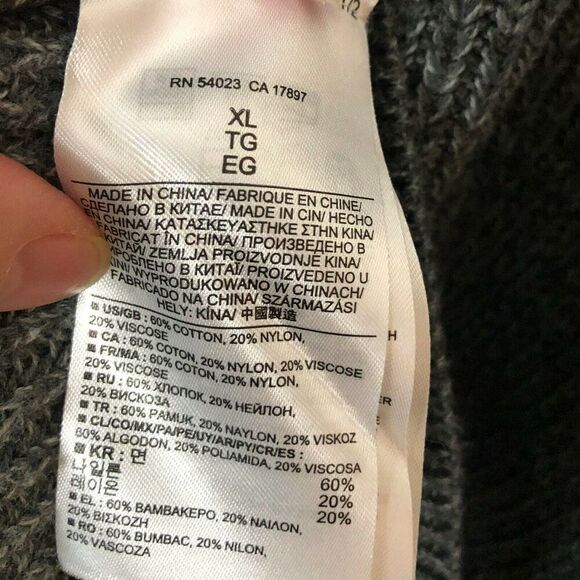 1/2
RN 54023 CA 17897
XL
TG
EG
MADE IN CHINA/ FABRIQUE EN CHINE/
СДЕЛАНО В КИТАЕ/ MADE IN CIN/ HECHO
EN CHINA/ ΚΑΤΑΣΚΕΥΑΣΤΗΚΕ ΣΤΗΝ ΚΙΝΑ/
FABRICAT ÎN CHINA/ ПРОИЗВЕДЕНО В
КИТАЙ/ ZEMLJA PROIZVODNJE KINA/
ВИРОБЛЕНО В КИТАЇ/ PROIZVEDENO U
KINI/ WYPRODUKOWANO W CHINACH/
FABRICADO NA CHINA/ SZÁRMAZÁSI
HELY: KÍNA/ 中國製造
■ US/GB : 60% COTTON, 20% NYLON,
20% VISCOSE
■ CA : 60% COTON, 20% NYLON, 20% VISCOSE
■ FR/MA : 60% COTON, 20% NYLON,
20% VISCOSE
■ RU : 60% ХЛОПОК, 20% НЕЙЛОН,
20% ВИСКОЗА
■ TR : 60% PAMUK, 20% NAYLON, 20% VISKOZ
■ CL/CO/MX/PA/PE/UY/AR/PY/CR/ES :
60% ALGODON, 20% POLIAMIDA, 20% VISCOSA
■ KR : 면 60%
나일론 20%
레이온 20%
■ EL : 60% ΒΑΜΒΑΚΕΡΟ, 20% ΝΑΙΛΟΝ,
20% ΒΙΣΚΟΖΗ
■ RO : 60% BUMBAC, 20% NILON,
20% VASCOZA
H
ER